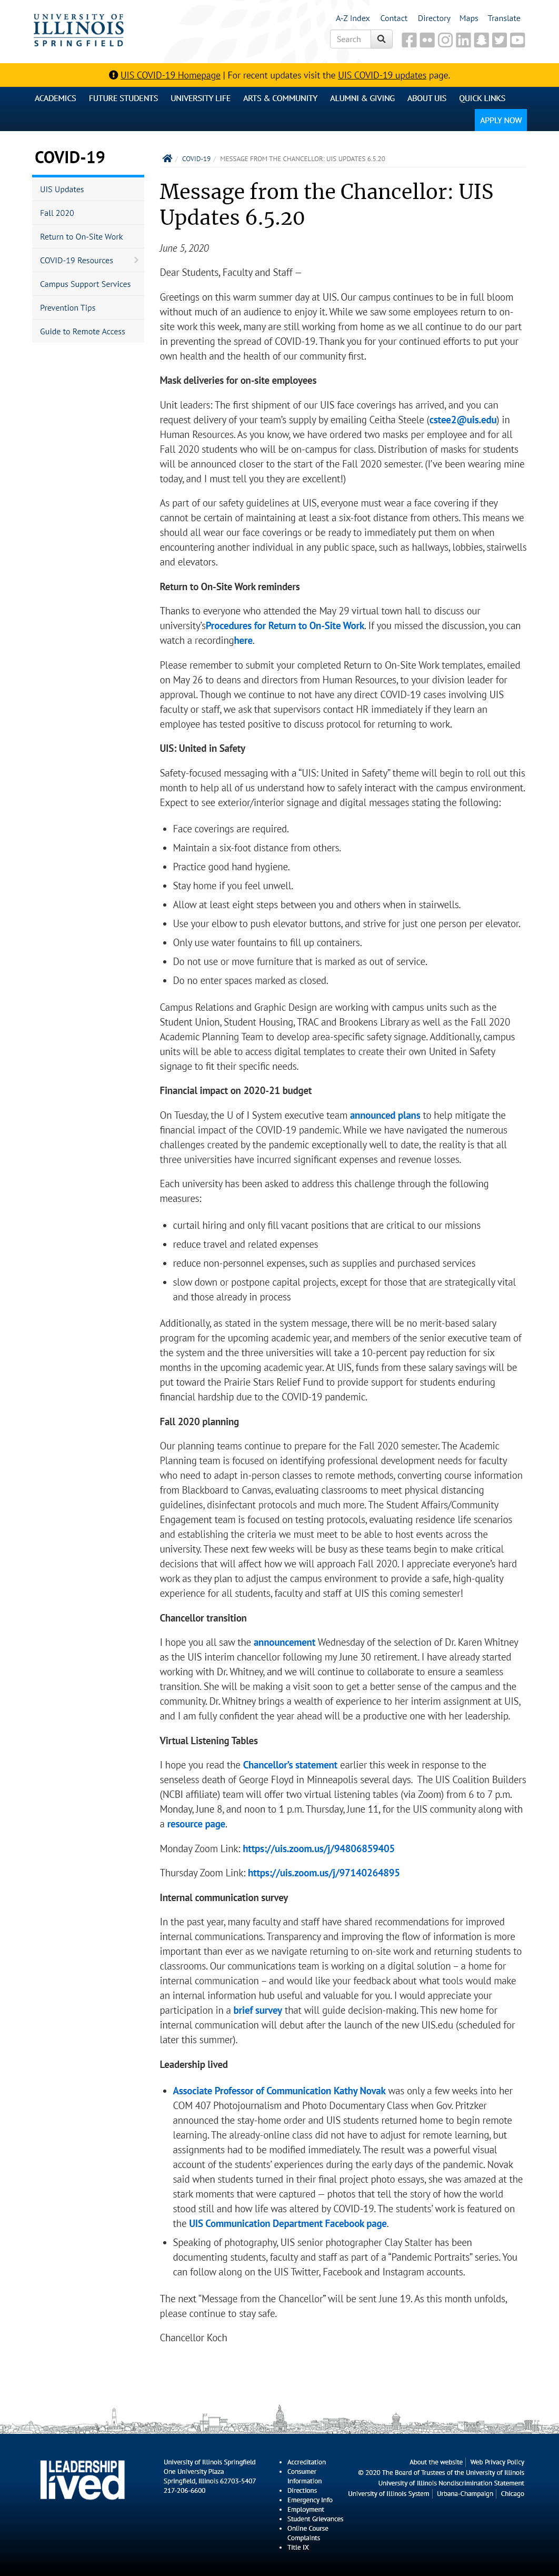 UNIVERSITY OF
ILLINOIS
SPRINGFIELD
A-Z Index Contact Directory Maps Translate
Search
UIS COVID-19 Homepage | For recent updates visit the UIS COVID-19 updates page.
ACADEMICS FUTURE STUDENTS UNIVERSITY LIFE ARTS & COMMUNITY ALUMNI & GIVING ABOUT UIS QUICK LINKS
APPLY NOW
COVID-19
UIS Updates
Fall 2020
Return to On-Site Work
COVID-19 Resources
Campus Support Services
Prevention Tips
Guide to Remote Access
/ COVID-19 / MESSAGE FROM THE CHANCELLOR: UIS UPDATES 6.5.20
Message from the Chancellor: UIS
Updates 6.5.20
June 5, 2020
Dear Students, Faculty and Staff —
Greetings on this warm summer day at UIS. Our campus continues to be in full bloom
without much of an audience to enjoy it. While we saw some employees return to on-
site work this week, many are still working from home as we all continue to do our part
in preventing the spread of COVID-19. Thank you for your continued efforts to put your
own health and the health of our community first.
Mask deliveries for on-site employees
Unit leaders: The first shipment of our UIS face coverings has arrived, and you can
request delivery of your team's supply by emailing Ceitha Steele (cstee2@uis.edu) in
Human Resources. As you know, we have ordered two masks per employee and for all
Fall 2020 students who will be on-campus for class. Distribution of masks for students
will be announced closer to the start of the Fall 2020 semester. (I've been wearing mine
today, and I must tell you they are excellent!)
As part of our safety guidelines at UIS, everyone must wear a face covering if they
cannot be certain of maintaining at least a six-foot distance from others. This means we
should all wear our face coverings or be ready to immediately put them on when
encountering another individual in any public space, such as hallways, lobbies, stairwells
and elevators.
Return to On-Site Work reminders
Thanks to everyone who attended the May 29 virtual town hall to discuss our
university'sProcedures for Return to On-Site Work. If you missed the discussion, you can
watch a recordinghere.
Please remember to submit your completed Return to On-Site Work templates, emailed
on May 26 to deans and directors from Human Resources, to your division leader for
approval. Though we continue to not have any direct COVID-19 cases involving UIS
faculty or staff, we ask that supervisors contact HR immediately if they learn an
employee has tested positive to discuss protocol for returning to work.
UIS: United in Safety
Safety-focused messaging with a “UIS: United in Safety” theme will begin to roll out this
month to help all of us understand how to safely interact with the campus environment.
Expect to see exterior/interior signage and digital messages stating the following:
• Face coverings are required.
• Maintain a six-foot distance from others.
• Practice good hand hygiene.
• Stay home if you feel unwell.
• Allow at least eight steps between you and others when in stairwells.
• Use your elbow to push elevator buttons, and strive for just one person per elevator.
• Only use water fountains to fill up containers.
• Do not use or move furniture that is marked as out of service.
• Do no enter spaces marked as closed.
Campus Relations and Graphic Design are working with campus units such as the
Student Union, Student Housing, TRAC and Brookens Library as well as the Fall 2020
Academic Planning Team to develop area-specific safety signage. Additionally, campus
units will be able to access digital templates to create their own United in Safety
signage to fit their specific needs.
Financial impact on 2020-21 budget
On Tuesday, the U of I System executive team announced plans to help mitigate the
financial impact of the COVID-19 pandemic. While we have navigated the numerous
challenges created by the pandemic exceptionally well to date, the reality is that all
three universities have incurred significant expenses and revenue losses.
Each university has been asked to address this challenge through the following
measures:
• curtail hiring and only fill vacant positions that are critical to our missions
• reduce travel and related expenses
• reduce non-personnel expenses, such as supplies and purchased services
• slow down or postpone capital projects, except for those that are strategically vital
and those already in process
Additionally, as stated in the system message, there will be no merit-based salary
program for the upcoming academic year, and members of the senior executive team of
the system and the three universities will take a 10-percent pay reduction for six
months in the upcoming academic year. At UIS, funds from these salary savings will be
put toward the Prairie Stars Relief Fund to provide support for students enduring
financial hardship due to the COVID-19 pandemic.
Fall 2020 planning
Our planning teams continue to prepare for the Fall 2020 semester. The Academic
Planning team is focused on identifying professional development needs for faculty
who need to adapt in-person classes to remote methods, converting course information
from Blackboard to Canvas, evaluating classrooms to meet physical distancing
guidelines, disinfectant protocols and much more. The Student Affairs/Community
Engagement team is focused on testing protocols, evaluating residence life scenarios
and establishing the criteria we must meet to be able to host events across the
university. These next few weeks will be busy as these teams begin to make critical
decisions that will affect how we will approach Fall 2020. I appreciate everyone's hard
work as they plan to adjust to the campus environment and provide a safe, high-quality
experience for all students, faculty and staff at UIS this coming semester!
Chancellor transition
I hope you all saw the announcement Wednesday of the selection of Dr. Karen Whitney
as the UIS interim chancellor following my June 30 retirement. I have already started
working with Dr. Whitney, and we will continue to collaborate to ensure a seamless
transition. She will be making a visit soon to get a better sense of the campus and the
community. Dr. Whitney brings a wealth of experience to her interim assignment at UIS,
and I am fully confident the year ahead will be a productive one with her leadership.
Virtual Listening Tables
I hope you read the Chancellor's statement earlier this week in response to the
senseless death of George Floyd in Minneapolis several days. The UIS Coalition Builders
(NCBI affiliate) team will offer two virtual listening tables (via Zoom) from 6 to 7 p.m.
Monday, June 8, and noon to 1 p.m. Thursday, June 11, for the UIS community along with
a resource page.
Monday Zoom Link: https://uis.zoom.us/j/94806859405
Thursday Zoom Link: https://uis.zoom.us/j/97140264895
Internal communication survey
In the past year, many faculty and staff have shared recommendations for improved
internal communications. Transparency and improving the flow of information is more
important than ever as we navigate returning to on-site work and returning students to
classrooms. Our communications team is working on a digital solution – a home for
internal communication – and would like your feedback about what tools would make
an internal information hub useful and valuable for you. I would appreciate your
participation in a brief survey that will guide decision-making. This new home for
internal communication will debut after the launch of the new UIS.edu (scheduled for
later this summer).
Leadership lived
• Associate Professor of Communication Kathy Novak was only a few weeks into her
COM 407 Photojournalism and Photo Documentary Class when Gov. Pritzker
announced the stay-home order and UIS students returned home to begin remote
learning. The already-online class did not have to adjust for remote learning, but
assignments had to be modified immediately. The result was a powerful visual
account of the students' experiences during the early days of the pandemic. Novak
said when students turned in their final project photo essays, she was amazed at the
stark moments that were captured — photos that tell the story of how the world
stood still and how life was altered by COVID-19. The students' work is featured on
the UIS Communication Department Facebook page.
• Speaking of photography, UIS senior photographer Clay Stalter has been
documenting students, faculty and staff as part of a “Pandemic Portraits” series. You
can follow along on the UIS Twitter, Facebook and Instagram accounts.
The next “Message from the Chancellor” will be sent June 19. As this month unfolds,
please continue to stay safe.
Chancellor Koch
LEADERSHIP
lived
University of Illinois Springfield
One University Plaza
Springfield, Illinois 62703-5407
217-206-6600
• Accreditation
• Consumer
Information
• Directions
• Emergency Info
• Employment
• Student Grievances
• Online Course
Complaints
• Title IX
About the website | Web Privacy Policy
© 2020 The Board of Trustees of the University of Illinois
University of Illinois Nondiscrimination Statement
University of Illinois System | Urbana-Champaign | Chicago